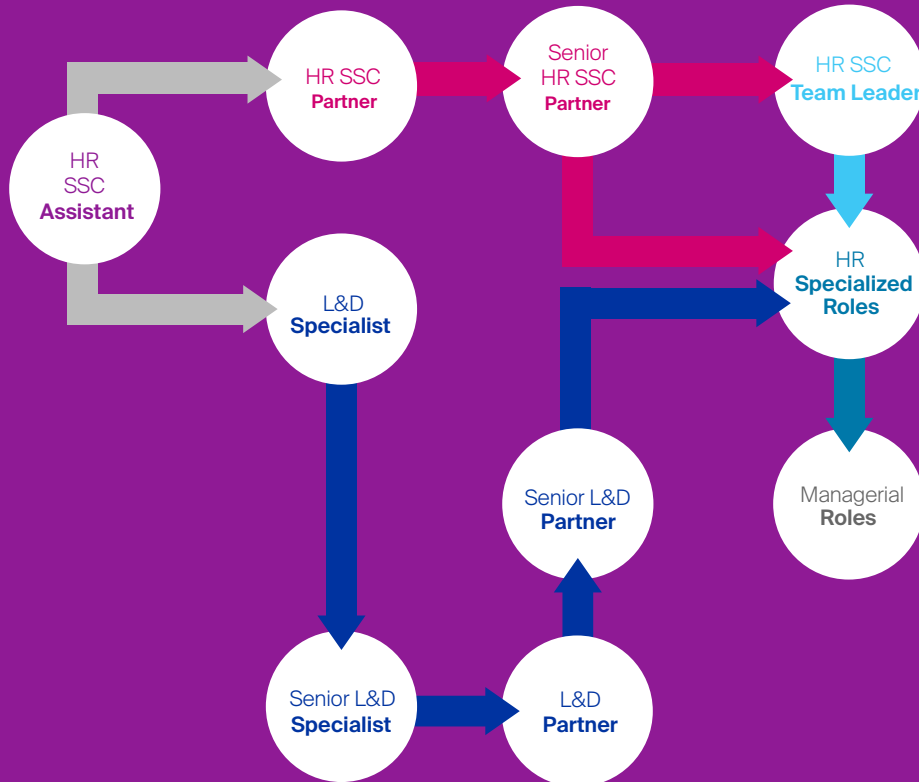 HR SSC
Partner
Senior
HR SSC
Partner
HR SSC
Team Leader
HR
SSC
Assistant
HR
Specialized
Roles
L&D
Specialist
Senior L&D
Partner
Managerial
Roles
Senior L&D
Specialist
L&D
Partner